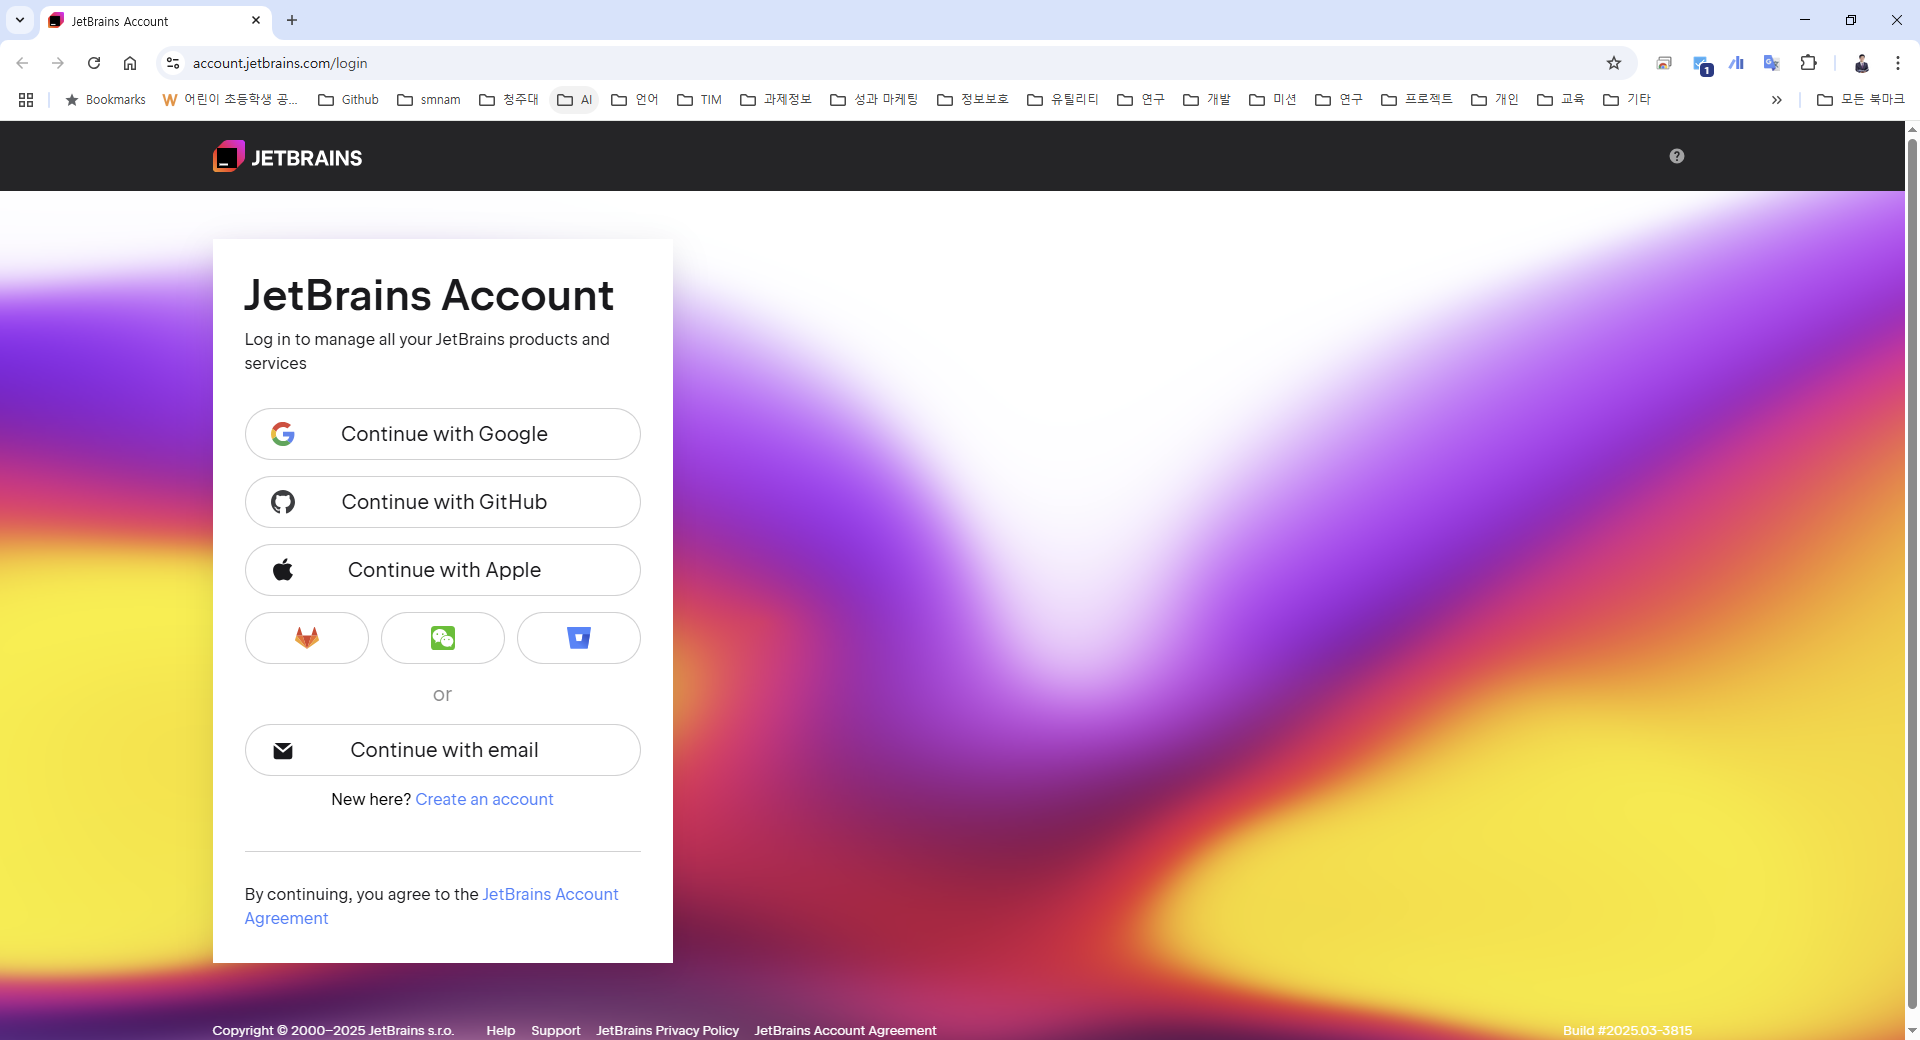 JetBrains Account
account.jetbrains.com/login
1
Bookmarks
어린이 초등학생 공...
Github
smnam
청주대
AI
언어
TIM
과제정보
성과 마케팅
정보보호
유틸리티
연구
개발
미션
연구
프로젝트
개인
교육
기타
모든 북마크
JETBRAINS
JetBrains Account
Log in to manage all your JetBrains products and
services
Continue with Google
Continue with GitHub
Continue with Apple
or
Continue with email
New here? Create an account
By continuing, you agree to the JetBrains Account
Agreement
Copyright © 2000–2025 JetBrains s.r.o.
Help
Support
JetBrains Privacy Policy
JetBrains Account Agreement
Build #2025.03-3815